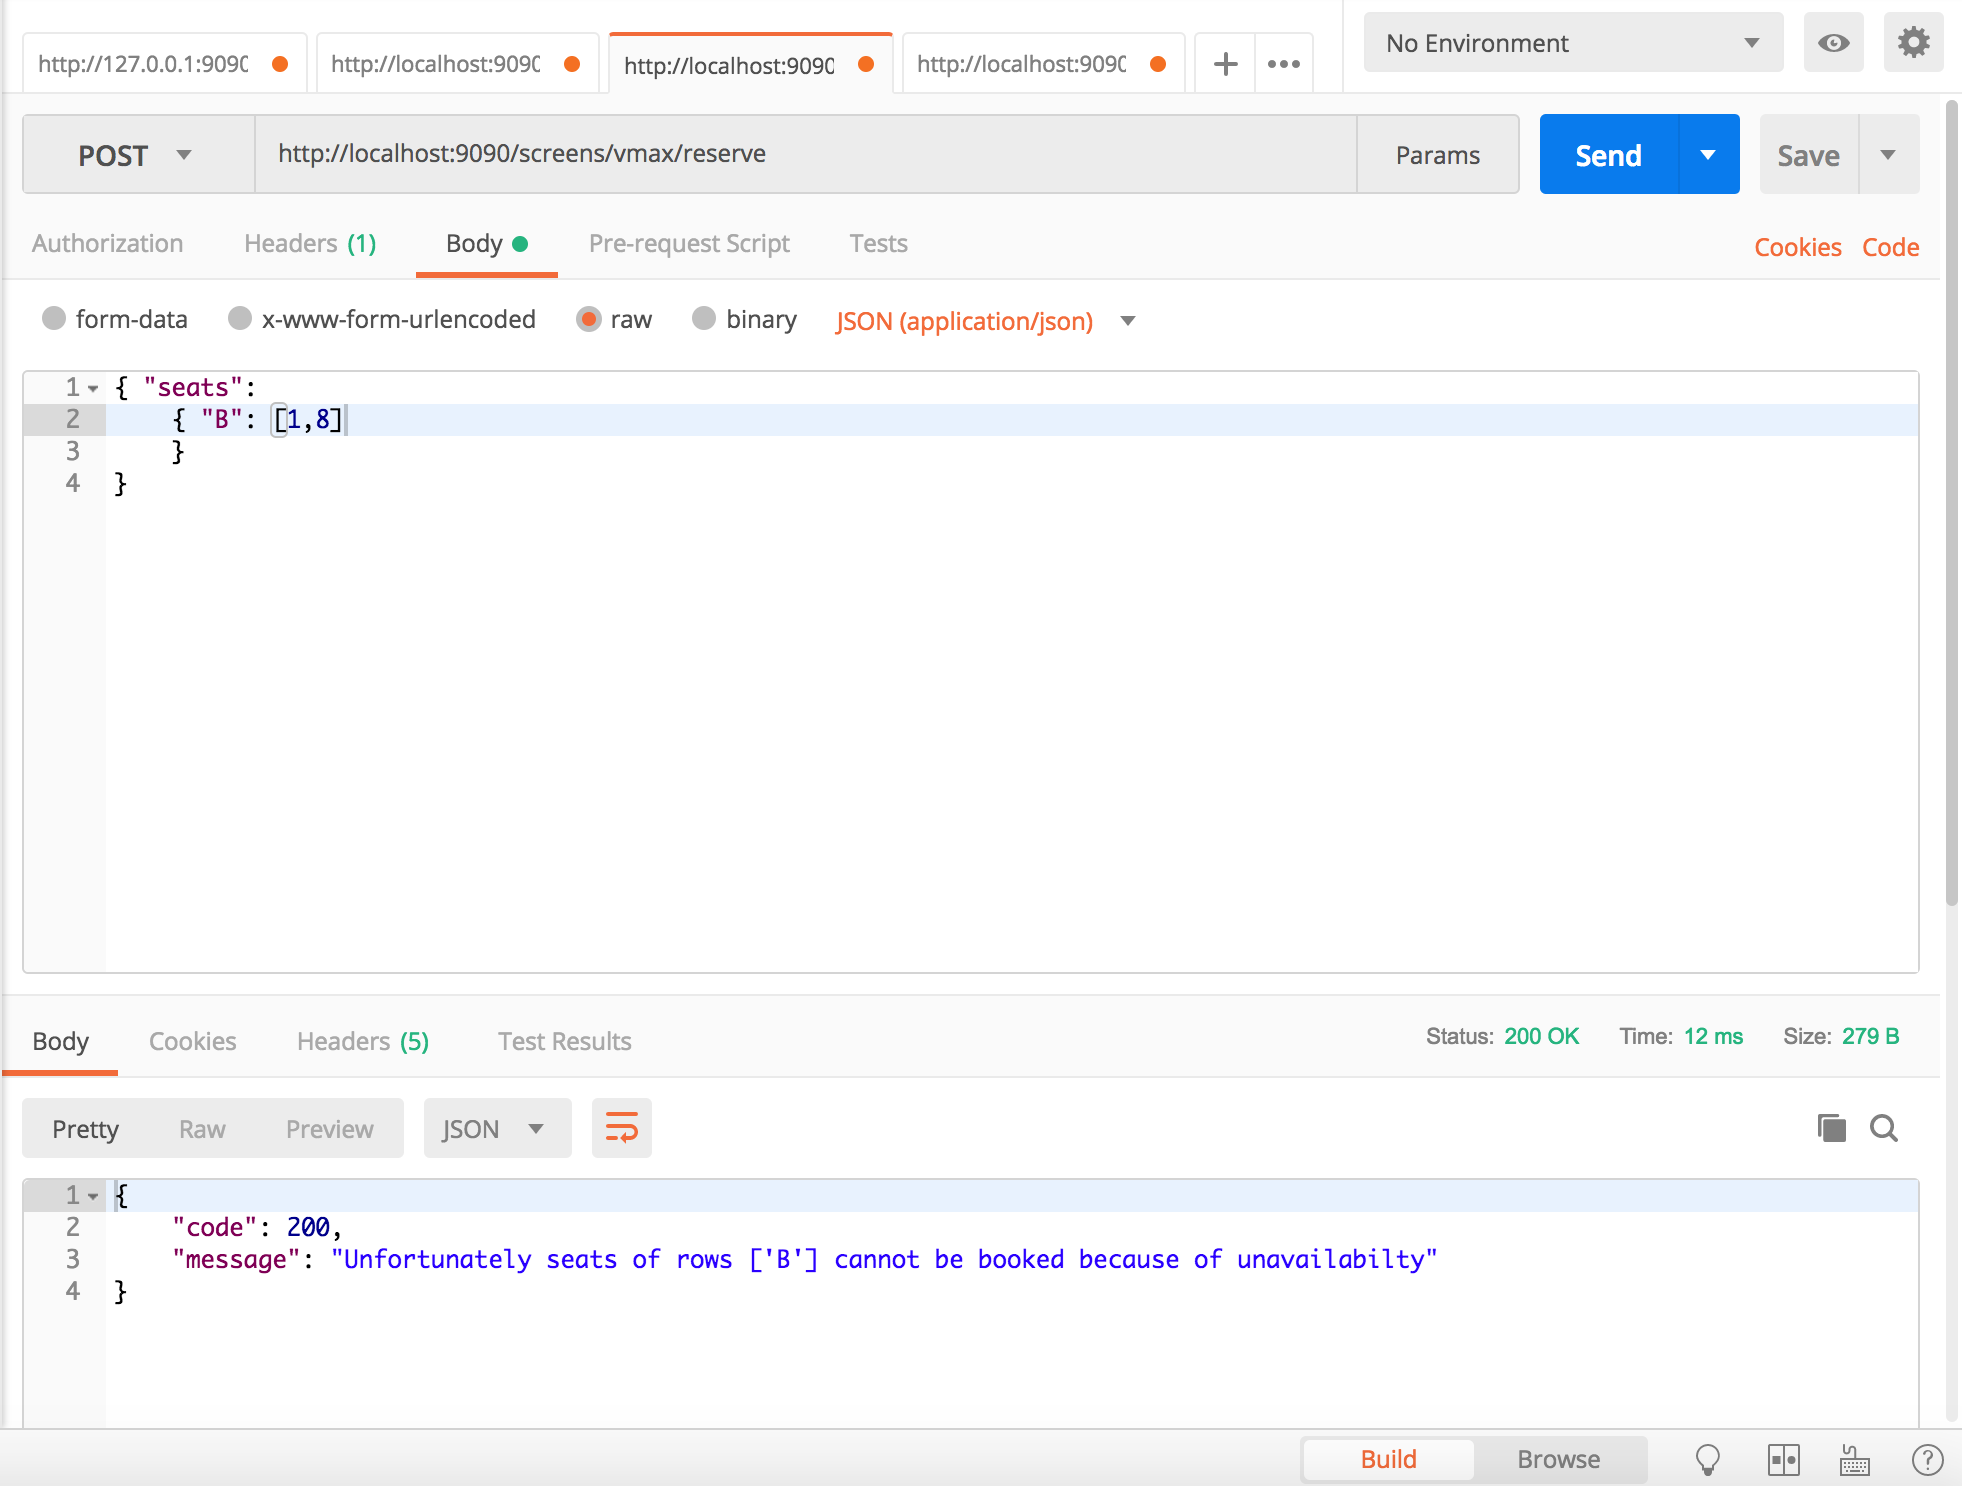 http://127.0.0.1:9090 http://localhost:9090 http://localhost:9090 http://localhost:9090 No Environment
POST http://localhost:9090/screens/vmax/reserve Params Send Save
Authorization Headers (1) Body Pre-request Script Tests Cookies Code
form-data x-www-form-urlencoded raw binary JSON (application/json)
1 { "seats":
2 { "B": [1,8]
3 }
4 }
Body Cookies Headers (5) Test Results Status: 200 OK Time: 12 ms Size: 279 B
Pretty Raw Preview JSON
1 {
2 "code": 200,
3 "message": "Unfortunately seats of rows ['B'] cannot be booked because of unavailabilty"
4 }
Build Browse